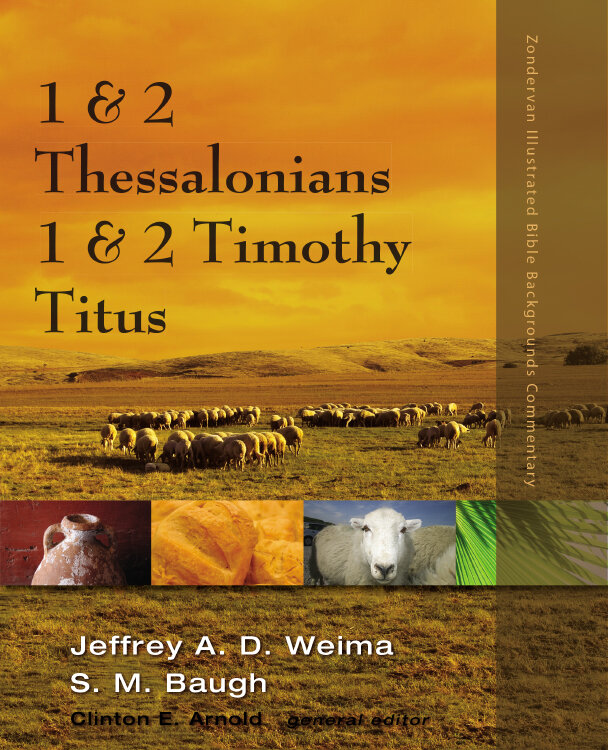 1 & 2
Thessalonians
1 & 2 Timothy
Titus
Zondervan Illustrated Bible Backgrounds Commentary
Jeffrey A. D. Weima
S. M. Baugh
Clinton E. Arnold general editor